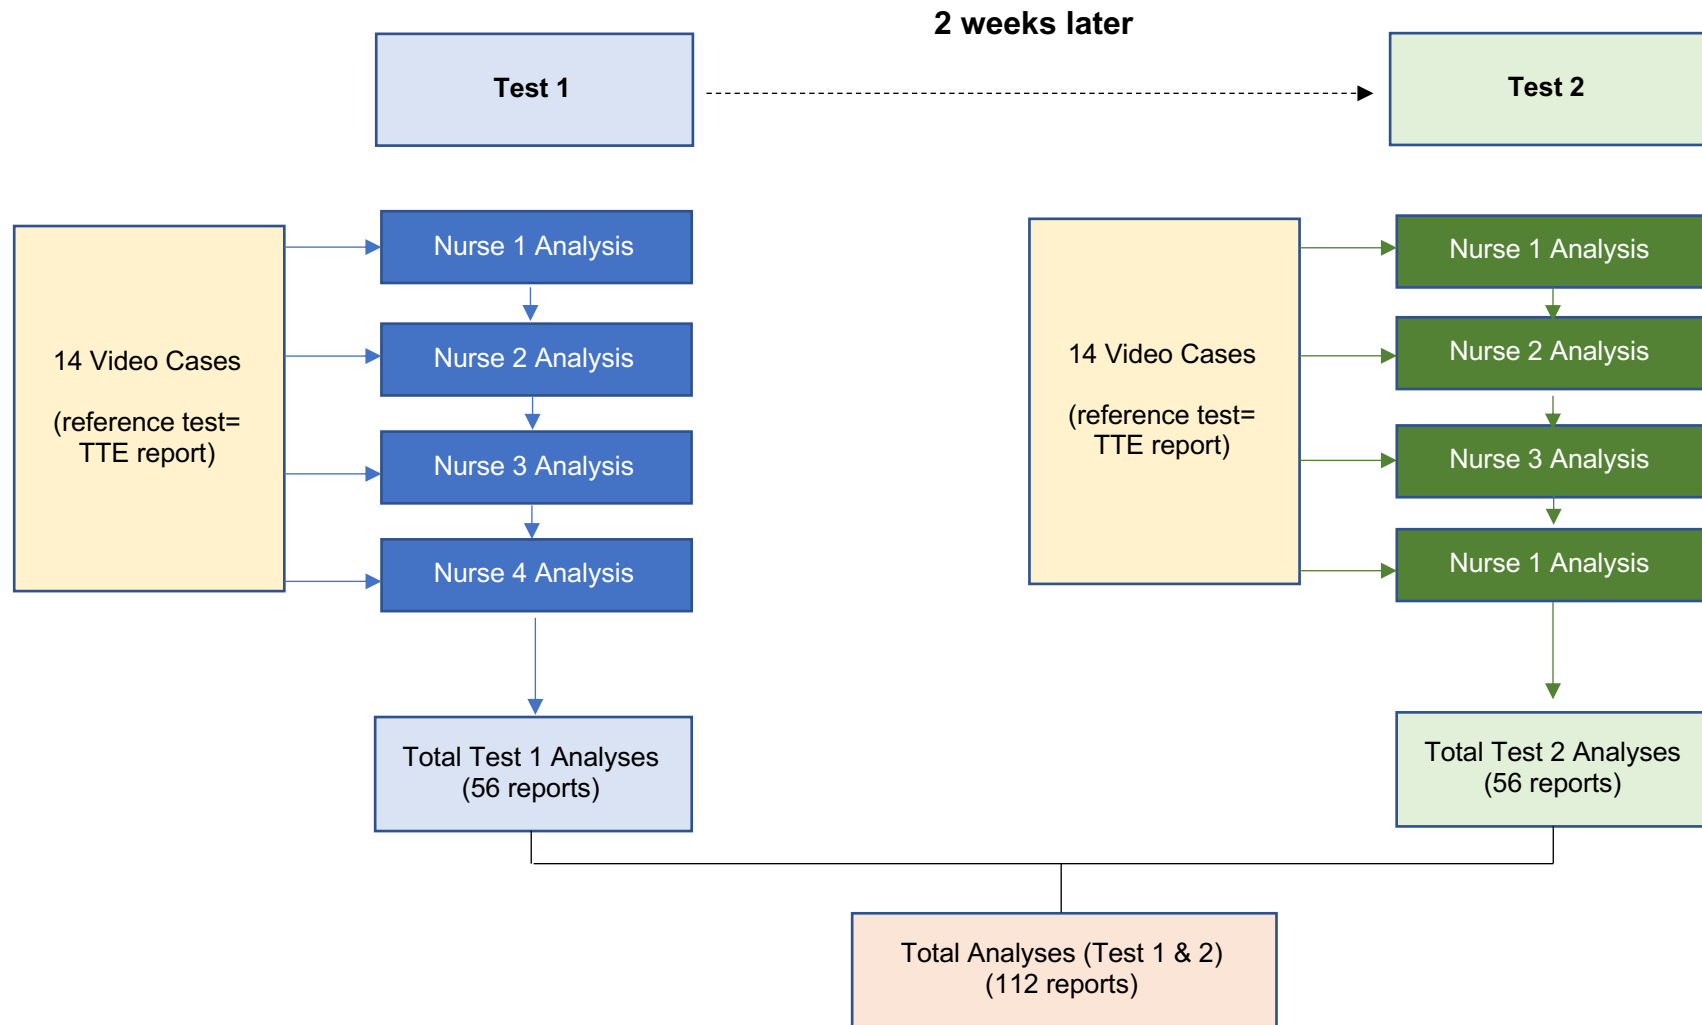 2 weeks later
Test 1
Test 2
14 Video Cases
(reference test=
TTE report)
Nurse 1 Analysis
Nurse 2 Analysis
Nurse 3 Analysis
Nurse 4 Analysis
Total Test 1 Analyses
(56 reports)
14 Video Cases
(reference test=
TTE report)
Nurse 1 Analysis
Nurse 2 Analysis
Nurse 3 Analysis
Nurse 1 Analysis
Total Test 2 Analyses
(56 reports)
Total Analyses (Test 1 & 2)
(112 reports)